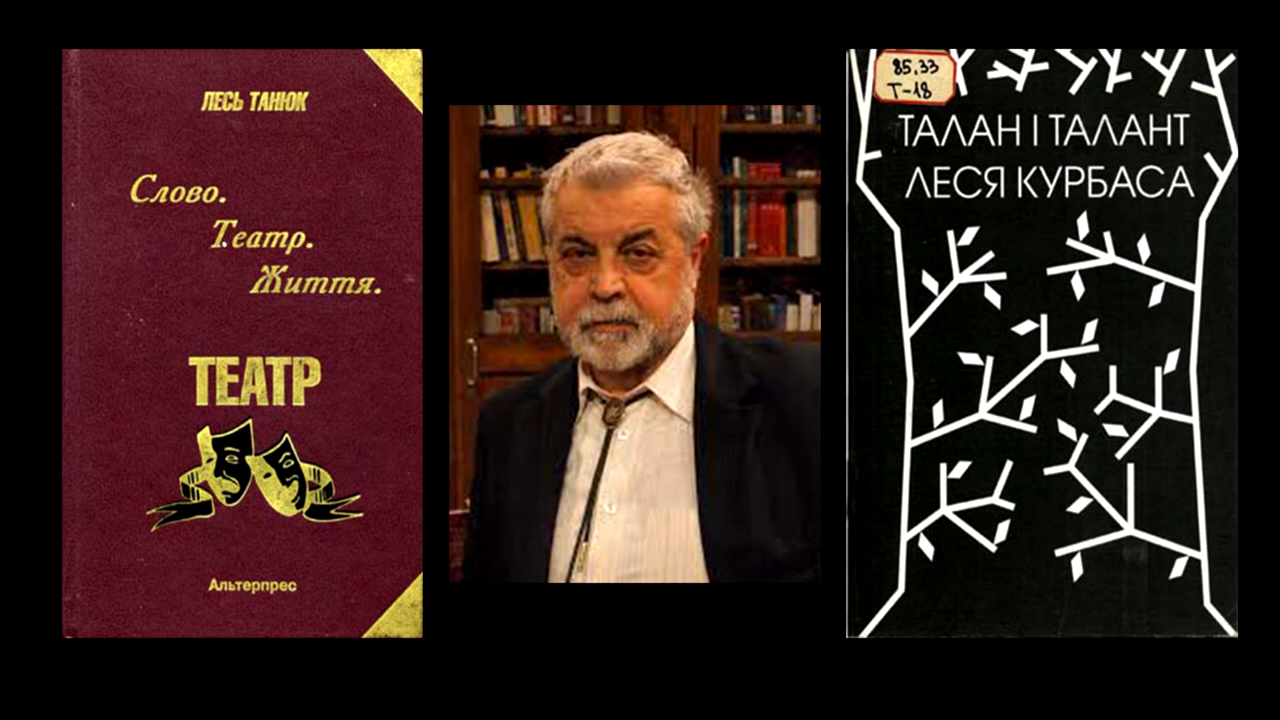 ЛЕСЬ ТАНЮК
Слово.
Театр.
Життя.
ТЕАТР
Альтерпрес
85.33
Т-18
ТАЛАН І ТАЛАНТ
ЛЕСЯ КУРБАСА